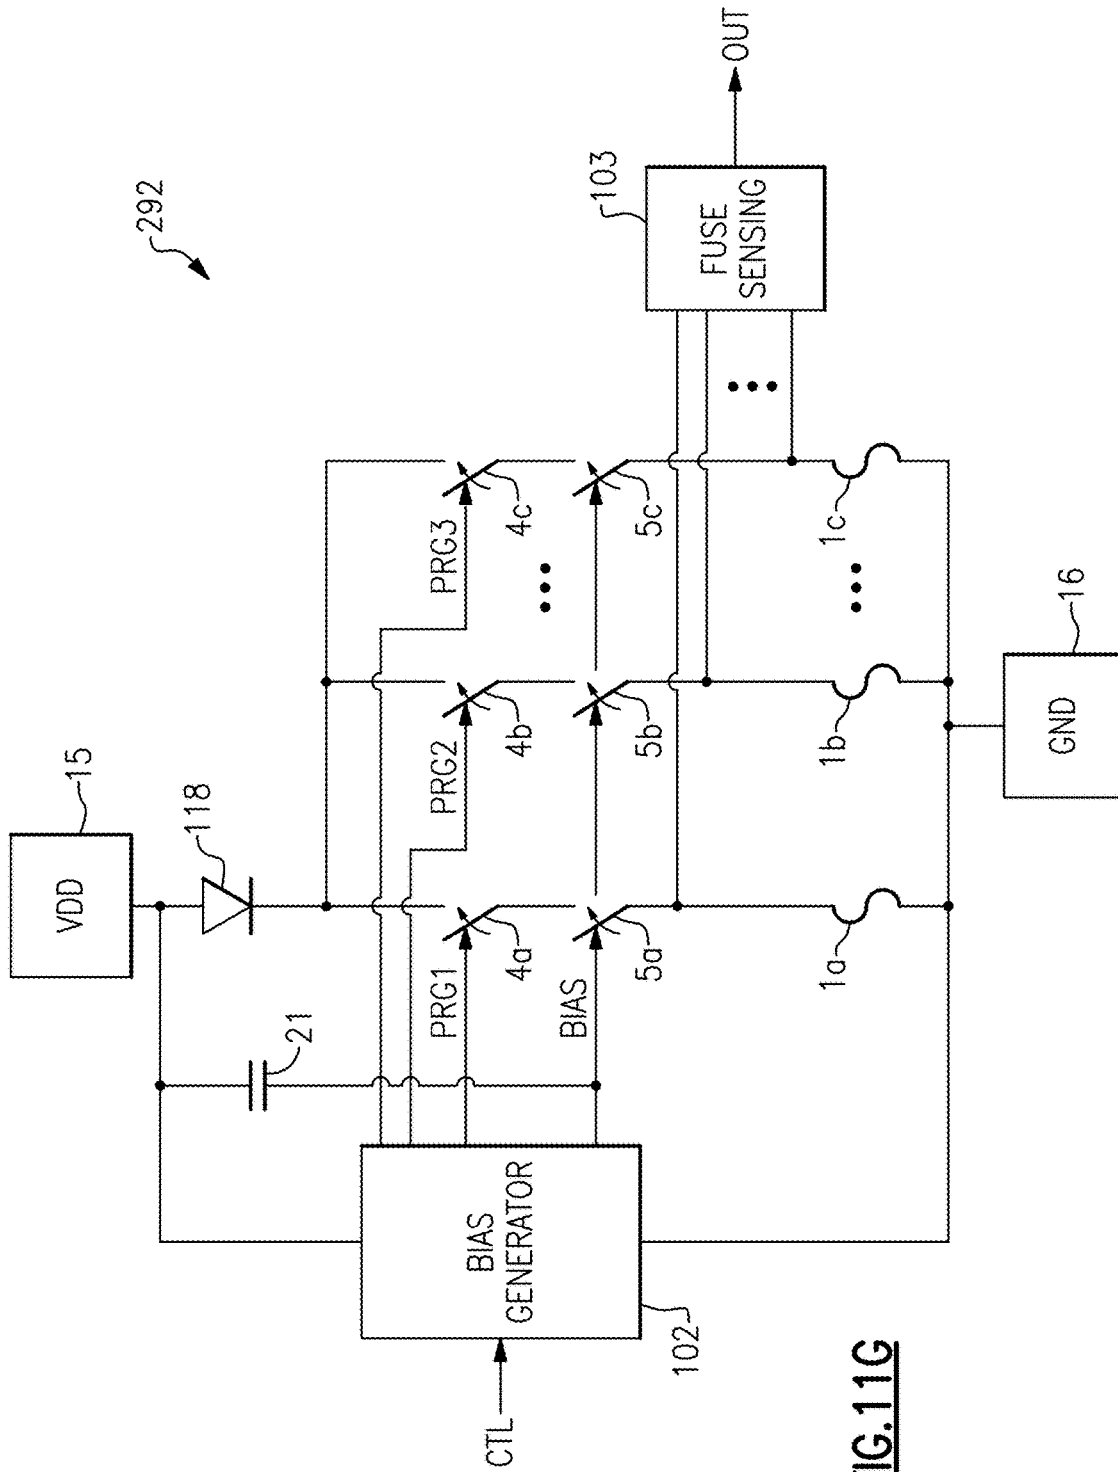 292
VDD
15
118
21
CTL
BIAS
GENERATOR
102
PRG1
PRG2
PRG3
4a
4b
4c
BIAS
5a
5b
5c
1a
1b
1c
FUSE
SENSING
103
OUT
GND
16
FIG.11G